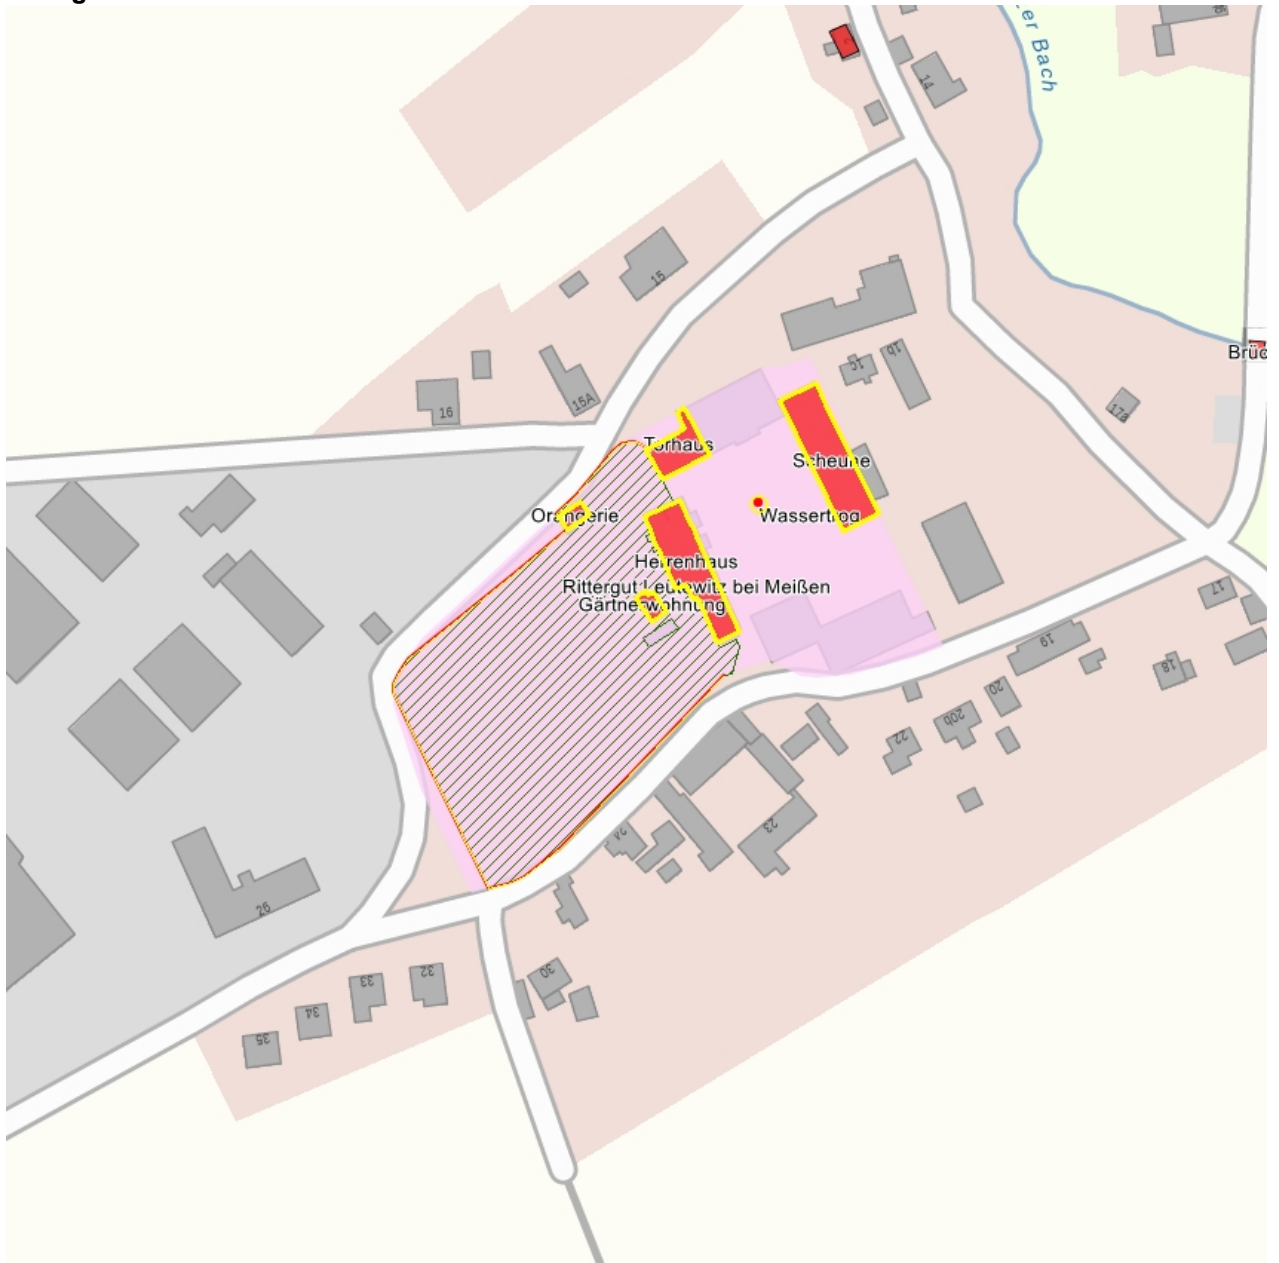 er Bach
14
15
Brüc
1c
1b
16
15A
17a
Torhaus
Scheune
Orangerie
Wassertrog
Herrenhaus
Rittergut Leutewitz bei Meißen
Gärtnerwohnung
17
19
18
20
20b
22
23
24
26
32
30
33
34
35